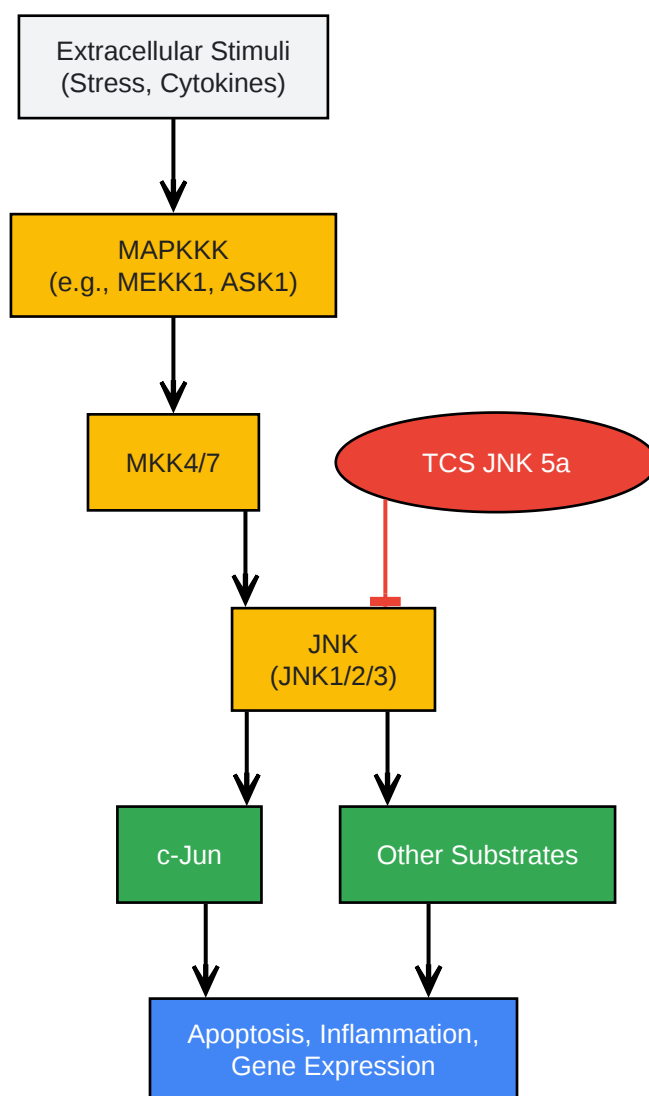 Extracellular Stimuli
(Stress, Cytokines)
MAPKKK
(e.g., MEKK1, ASK1)
MKK4/7
TCS JNK 5a
JNK
(JNK1/2/3)
c-Jun
Other Substrates
Apoptosis, Inflammation,
Gene Expression